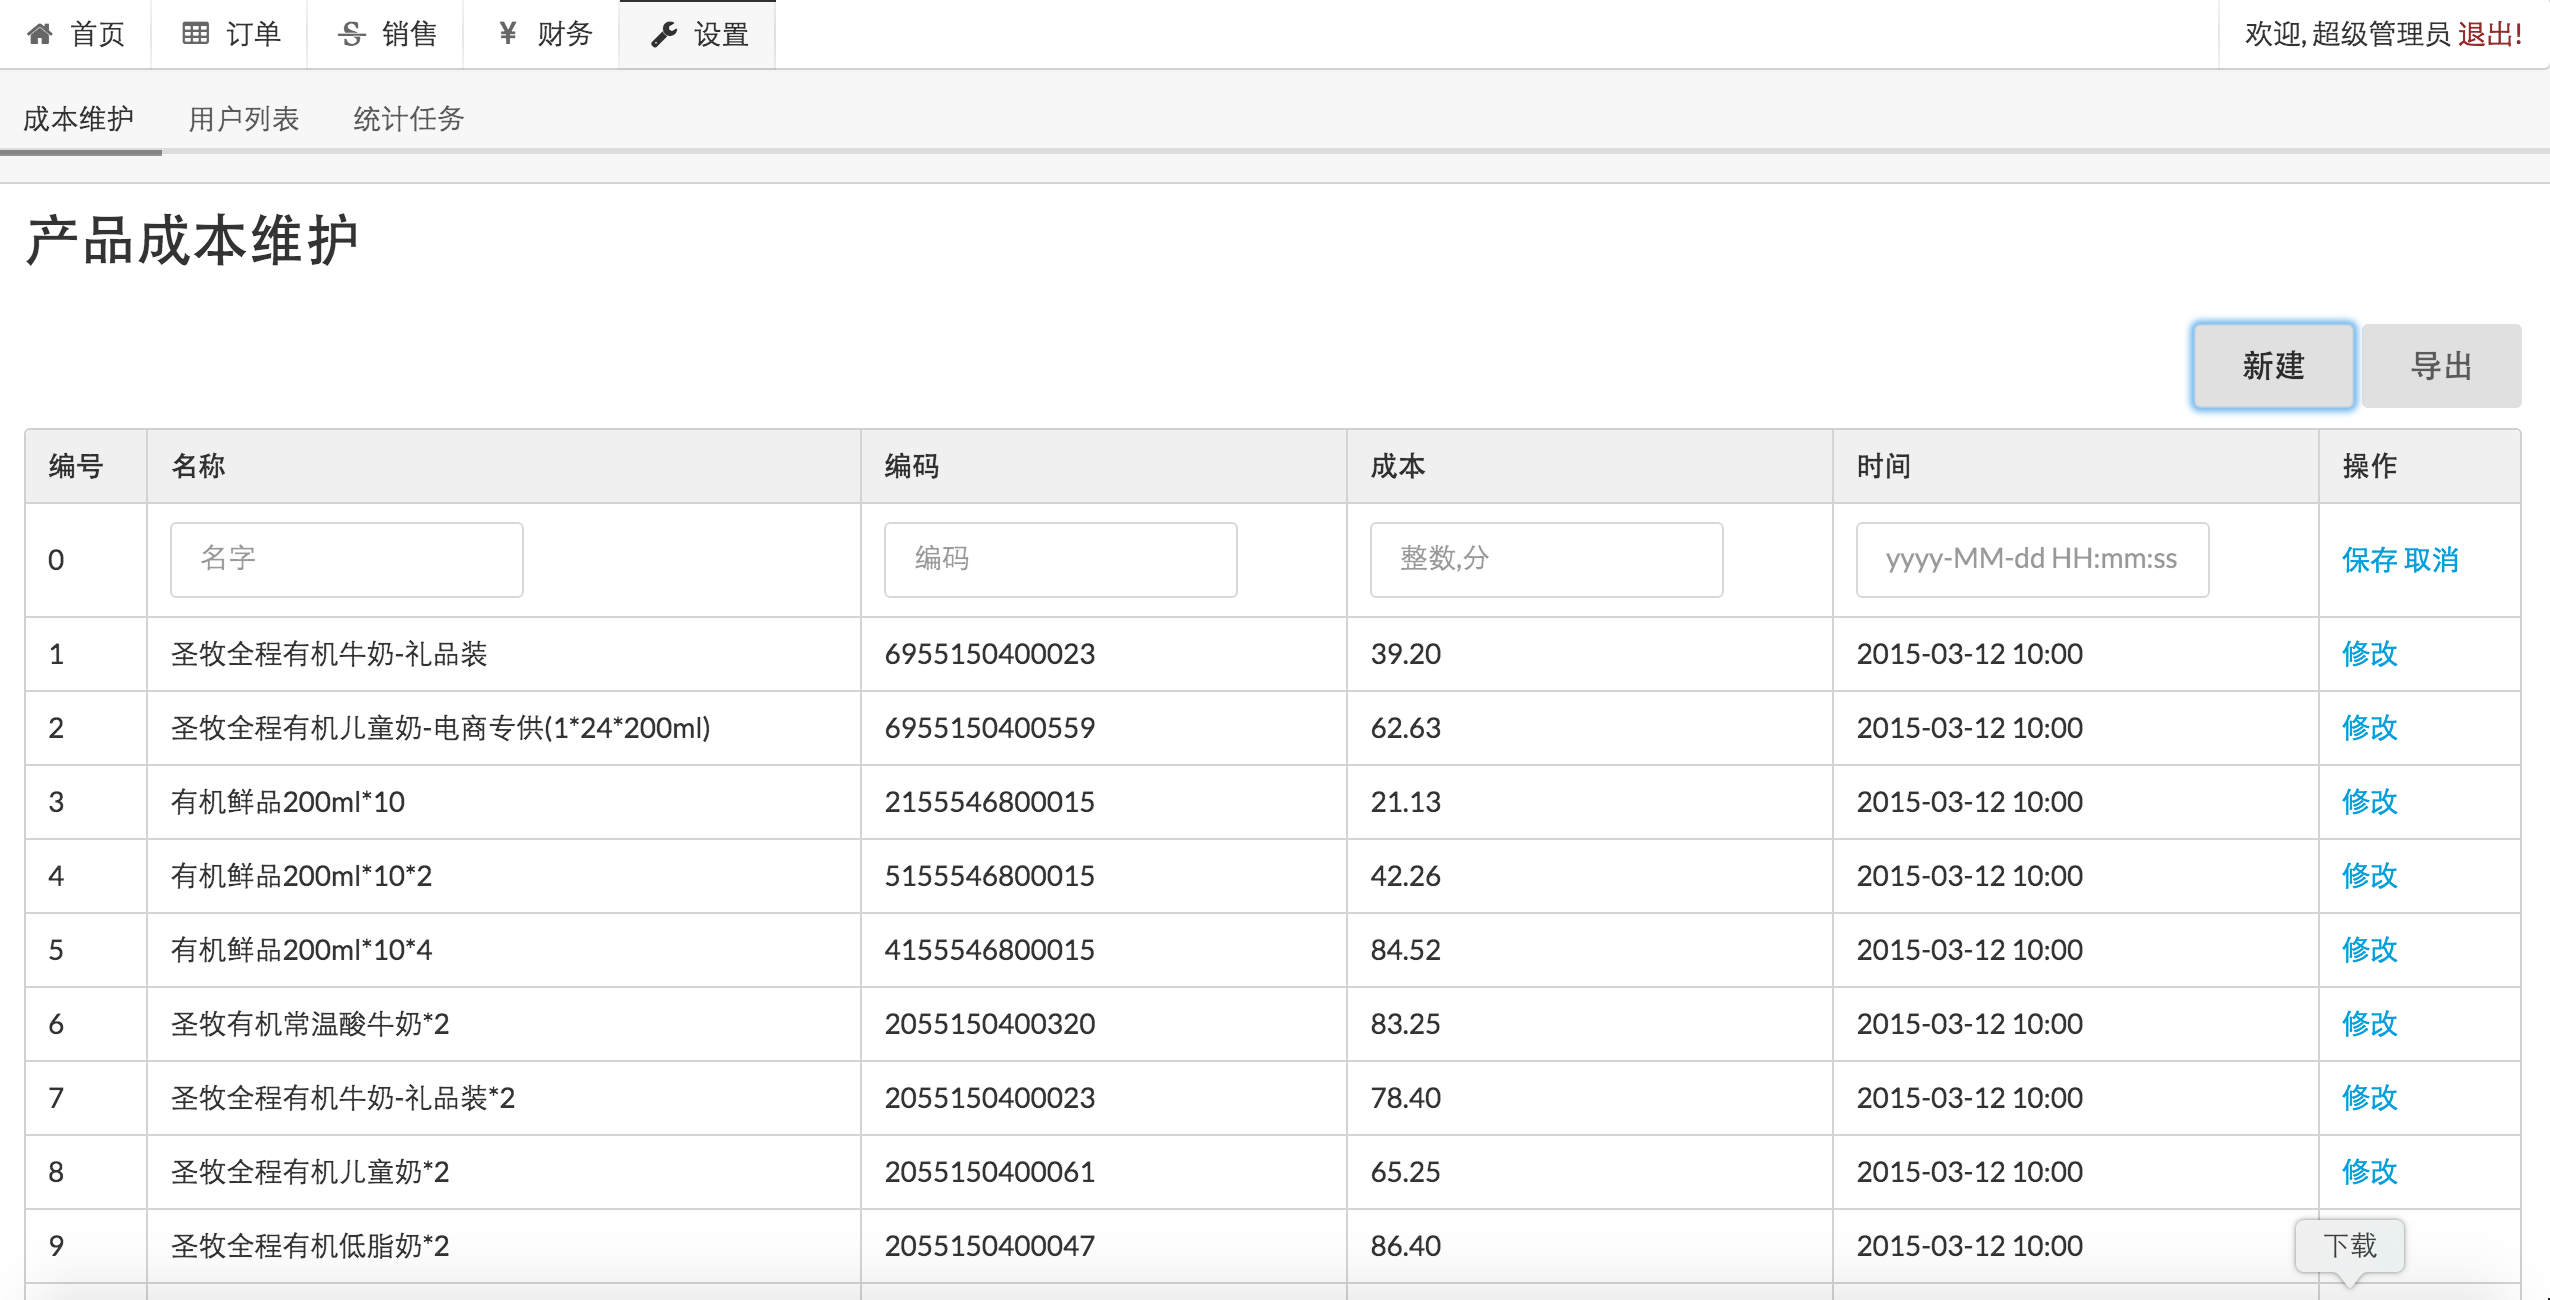 首页 订单 销售 ¥ 财务 设置 欢迎, 超级管理员 退出!
成本维护 用户列表 统计任务
产品成本维护
新建 导出
编号 名称 编码 成本 时间 操作
0 名字 编码 整数,分 yyyy-MM-dd HH:mm:ss 保存 取消
1 圣牧全程有机牛奶-礼品装 6955150400023 39.20 2015-03-12 10:00 修改
2 圣牧全程有机儿童奶-电商专供(1*24*200ml) 6955150400559 62.63 2015-03-12 10:00 修改
3 有机鲜品200ml*10 2155546800015 21.13 2015-03-12 10:00 修改
4 有机鲜品200ml*10*2 5155546800015 42.26 2015-03-12 10:00 修改
5 有机鲜品200ml*10*4 4155546800015 84.52 2015-03-12 10:00 修改
6 圣牧有机常温酸牛奶*2 2055150400320 83.25 2015-03-12 10:00 修改
7 圣牧全程有机牛奶-礼品装*2 2055150400023 78.40 2015-03-12 10:00 修改
8 圣牧全程有机儿童奶*2 2055150400061 65.25 2015-03-12 10:00 修改
9 圣牧全程有机低脂奶*2 2055150400047 86.40 2015-03-12 10:00 下载